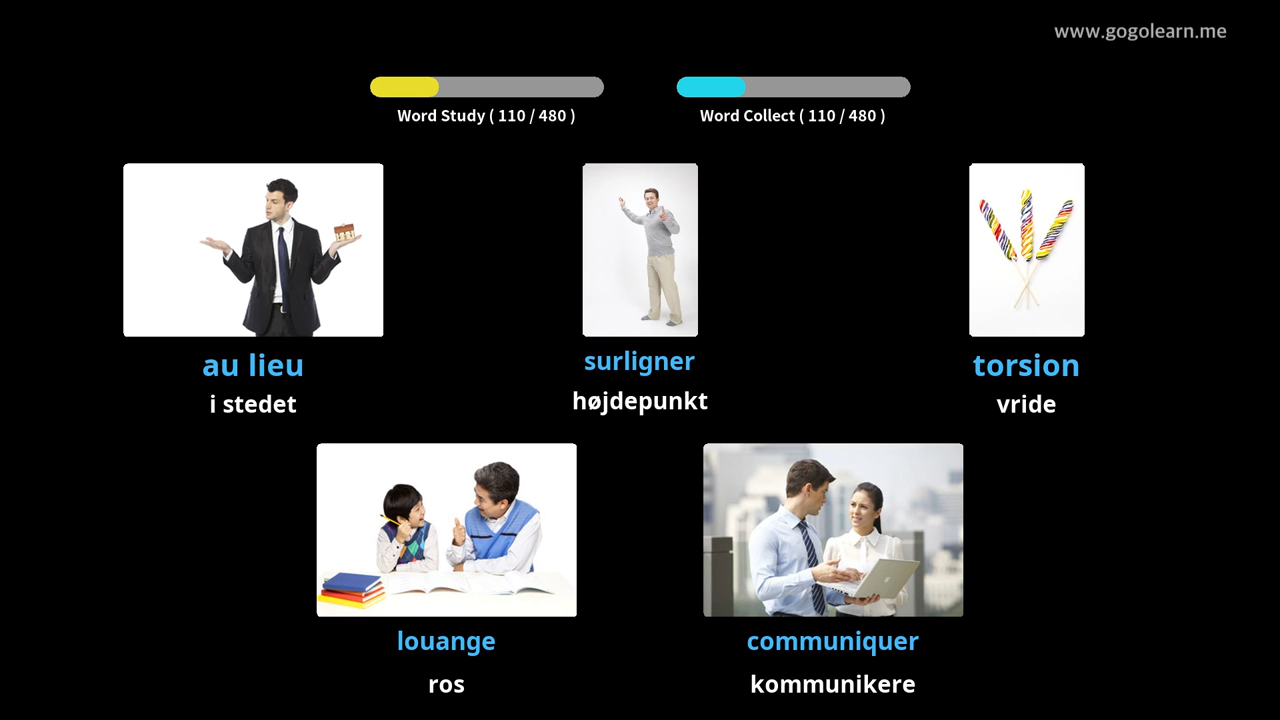 www.gogolearn.me
Word Study ( 110 / 480 )
Word Collect ( 110 / 480 )
au lieu
i stedet
surligner
højdepunkt
torsion
vride
louange
ros
communiquer
kommunikere